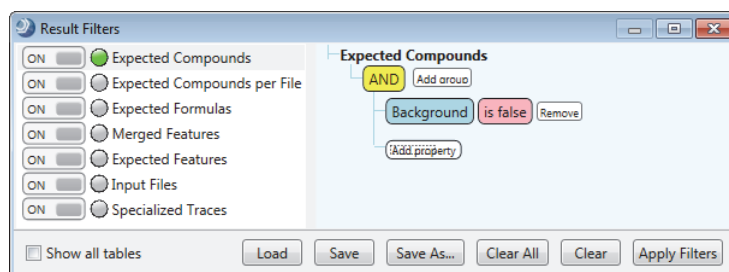 Result Filters
ON Expected Compounds
ON Expected Compounds per File
ON Expected Formulas
ON Merged Features
ON Expected Features
ON Input Files
ON Specialized Traces
Expected Compounds
AND Add group
Background is false Remove
Add property
Show all tables Load Save Save As... Clear All Clear Apply Filters